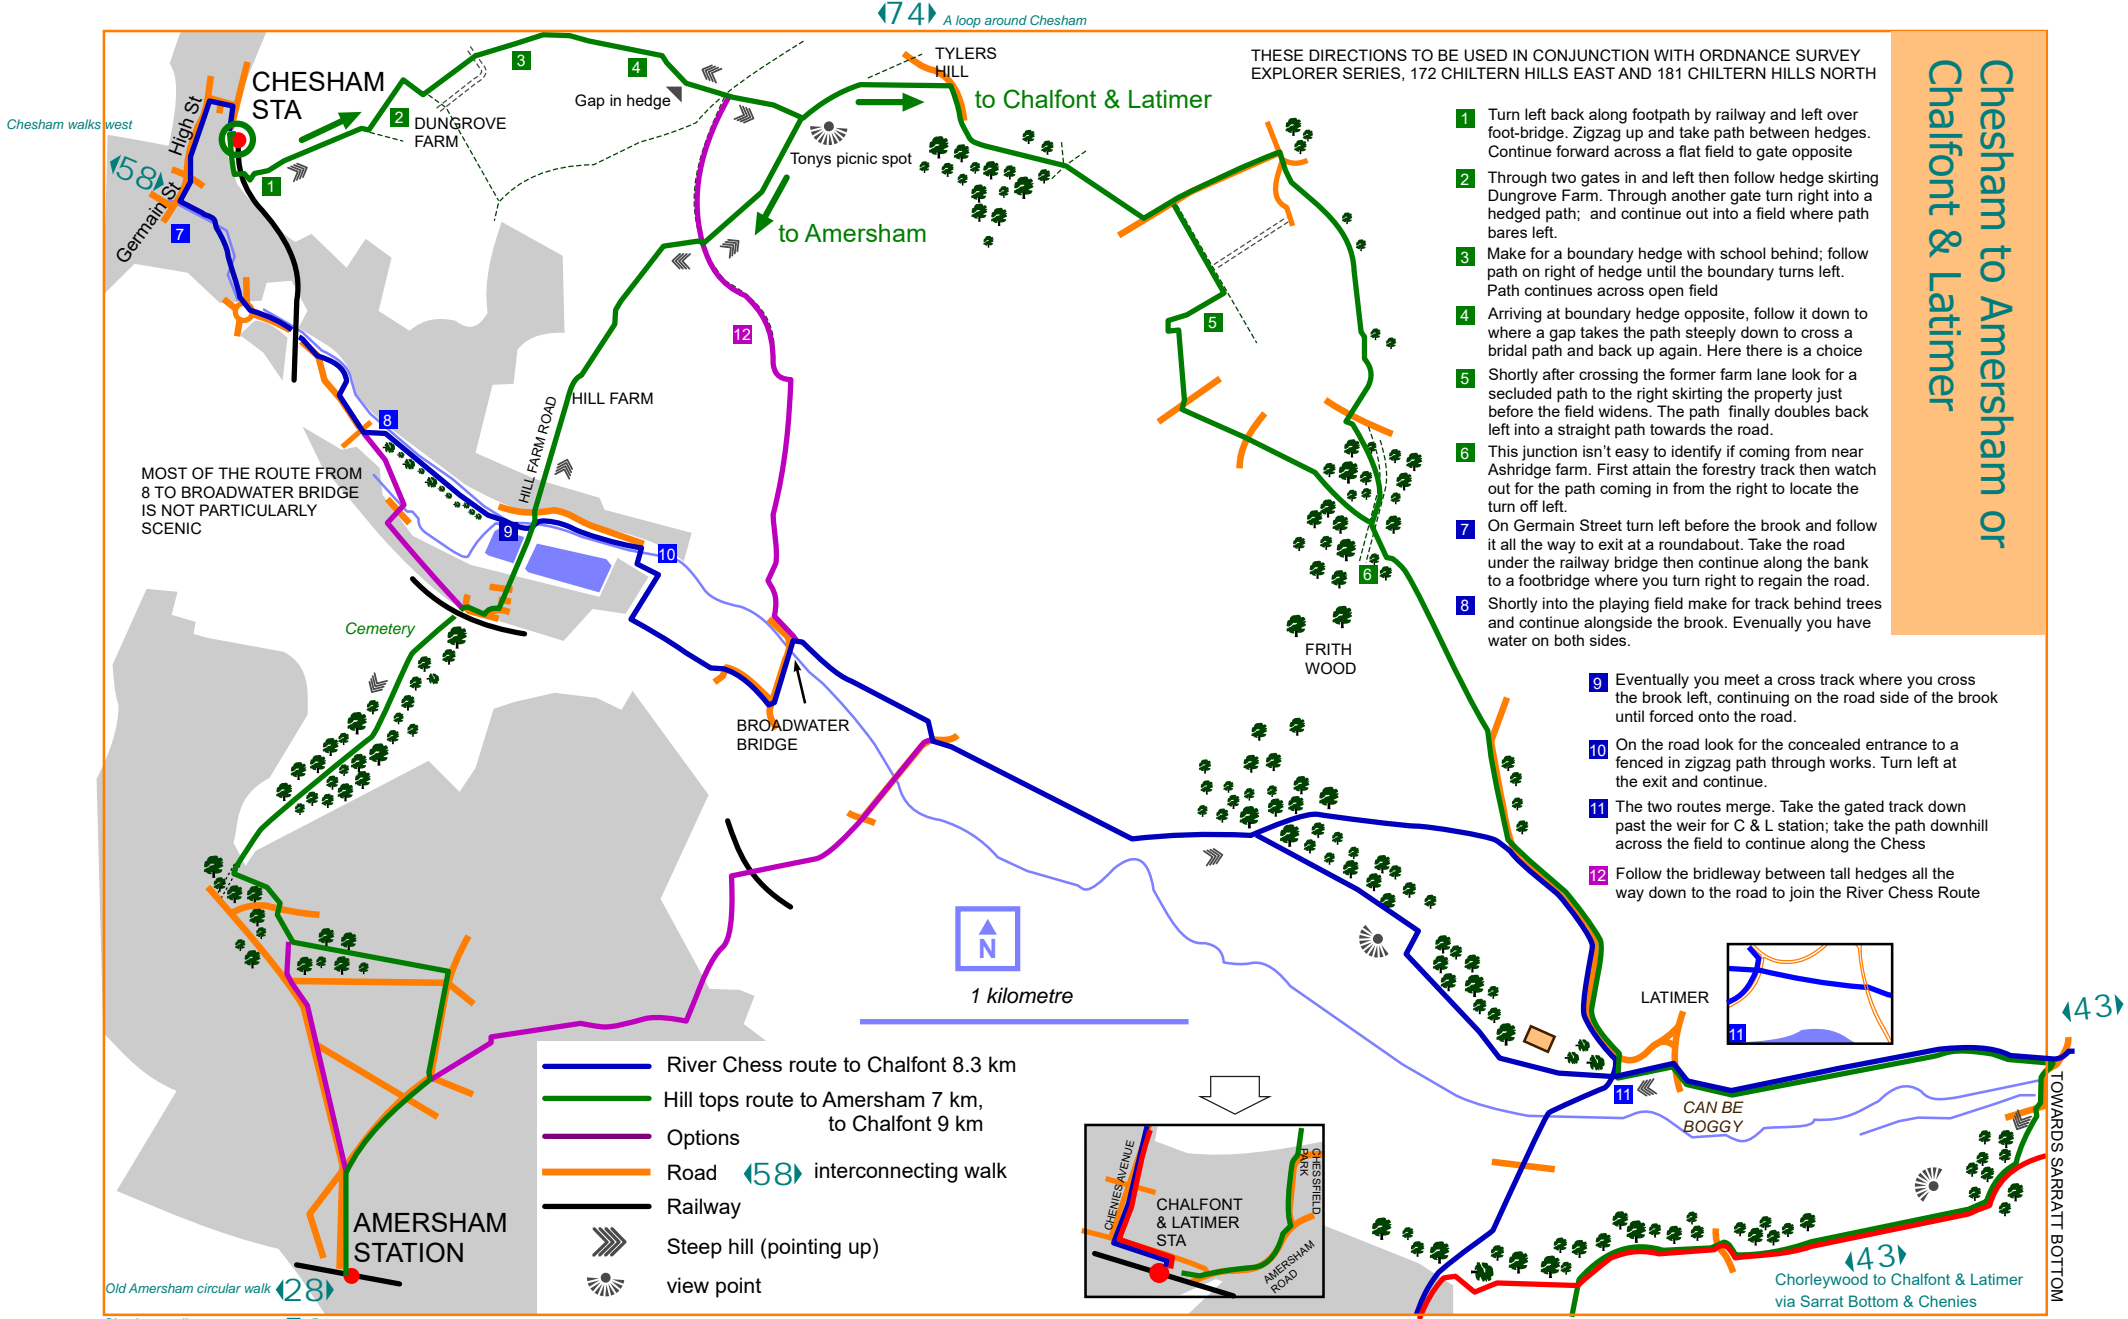 74 A loop around Chesham
THESE DIRECTIONS TO BE USED IN CONJUNCTION WITH ORDNANCE SURVEY
EXPLORER SERIES, 172 CHILTERN HILLS EAST AND 181 CHILTERN HILLS NORTH
Chesham to Amersham or
Chalfont & Latimer
1 Turn left back along footpath by railway and left over
foot-bridge. Zigzag up and take path between hedges.
Continue forward across a flat field to gate opposite
2 Through two gates in and left then follow hedge skirting
Dungrove Farm. Through another gate turn right into a
hedged path; and continue out into a field where path
bares left.
3 Make for a boundary hedge with school behind; follow
path on right of hedge until the boundary turns left.
Path continues across open field
4 Arriving at boundary hedge opposite, follow it down to
where a gap takes the path steeply down to cross a
bridal path and back up again. Here there is a choice
5 Shortly after crossing the former farm lane look for a
secluded path to the right skirting the property just
before the field widens. The path finally doubles back
left into a straight path towards the road.
6 This junction isn't easy to identify if coming from near
Ashridge farm. First attain the forestry track then watch
out for the path coming in from the right to locate the
turn off left.
7 On Germain Street turn left before the brook and follow
it all the way to exit at a roundabout. Take the road
under the railway bridge then continue along the bank
to a footbridge where you turn right to regain the road.
8 Shortly into the playing field make for track behind trees
and continue alongside the brook. Evenually you have
water on both sides.
9 Eventually you meet a cross track where you cross
the brook left, continuing on the road side of the brook
until forced onto the road.
10 On the road look for the concealed entrance to a
fenced in zigzag path through works. Turn left at
the exit and continue.
11 The two routes merge. Take the gated track down
past the weir for C & L station; take the path downhill
across the field to continue along the Chess
12 Follow the bridleway between tall hedges all the
way down to the road to join the River Chess Route
CHESHAM
STA
High St
Chesham walks west
58
Germain St
1
2
3
4
7
DUNGROVE
FARM
Gap in hedge
TYLERS
HILL
to Chalfont & Latimer
Tonys picnic spot
to Amersham
12
5
HILL FARM
HILL FARM ROAD
8
MOST OF THE ROUTE FROM
8 TO BROADWATER BRIDGE
IS NOT PARTICULARLY
SCENIC
9
10
6
Cemetery
FRITH
WOOD
BROADWATER
BRIDGE
N
1 kilometre
LATIMER
11
43
11
CAN BE
BOGGY
TOWARDS SARRATT BOTTOM
River Chess route to Chalfont 8.3 km
Hill tops route to Amersham 7 km,
to Chalfont 9 km
Options
Road
58 interconnecting walk
Railway
Steep hill (pointing up)
view point
CHENIES AVENUE
CHESSFIELD
PARK
CHALFONT
& LATIMER
STA
AMERSHAM
ROAD
AMERSHAM
STATION
Old Amersham circular walk 28
43
Chorleywood to Chalfont & Latimer
via Sarrat Bottom & Chenies